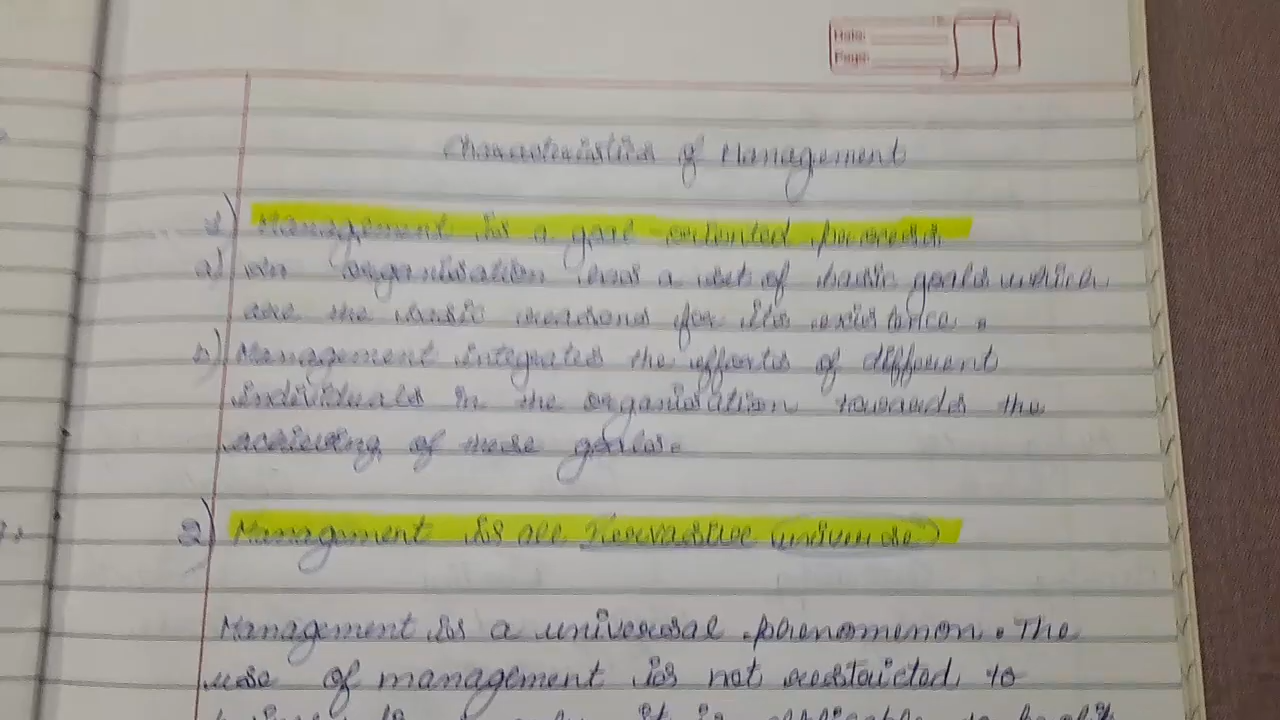 Date:
Page:
Characteristics of Management
1) Management is a goal oriented process.
a) An organisation has a set of basic goals which
are the basic reasons for its existence.
b) Management integrates the efforts of different
individuals in the organisation towards the
achieving of these goals.
2) Management is all Pervasive (universe)
Management is a universal phenomenon. The
use of management is not restricted to